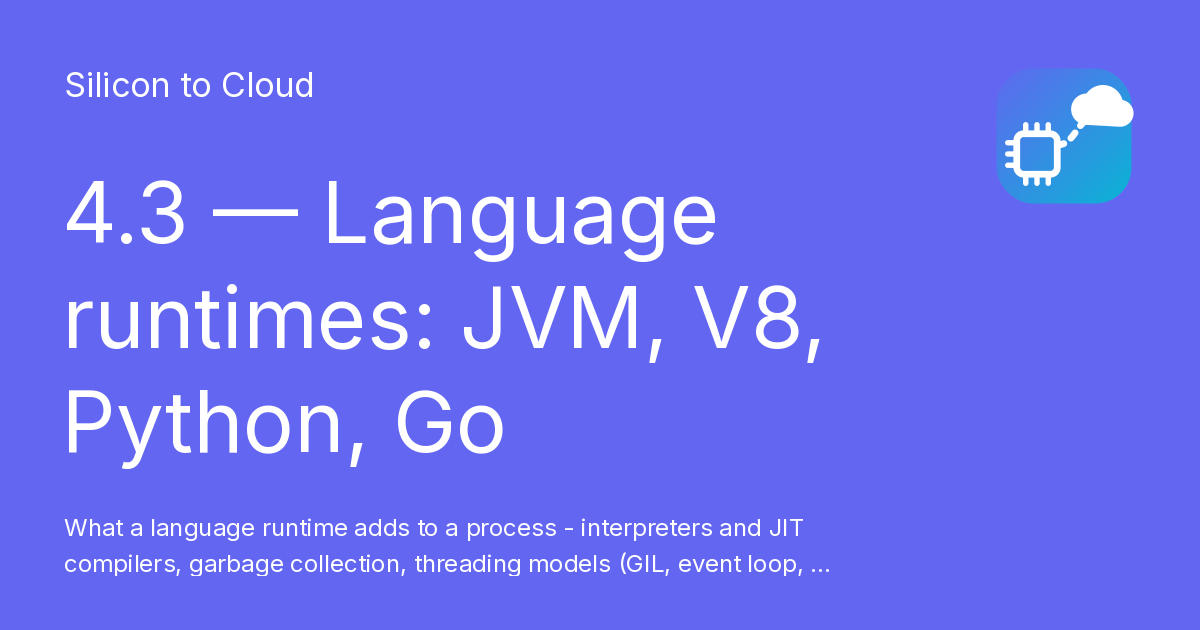 Silicon to Cloud
4.3 — Language
runtimes: JVM, V8,
Python, Go
What a language runtime adds to a process - interpreters and JIT
compilers, garbage collection, threading models (GIL, event loop, ...